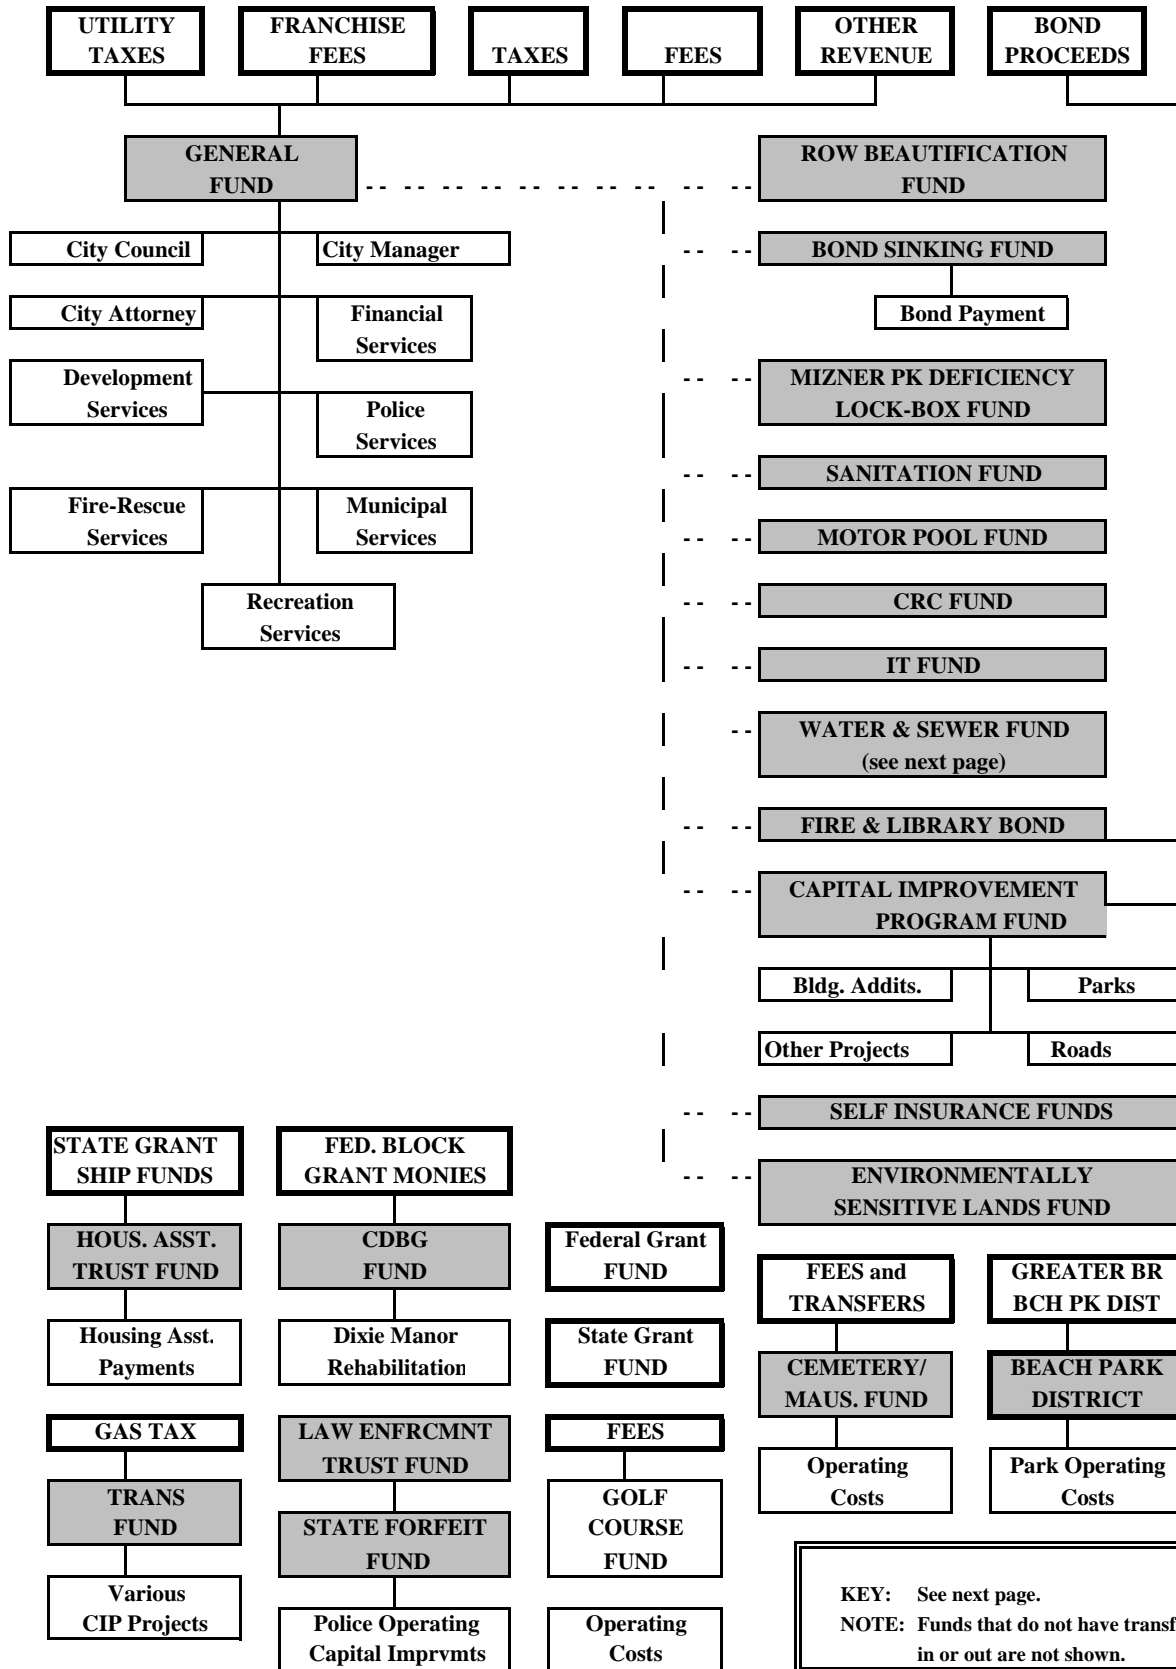 UTILITY
TAXES
FRANCHISE
FEES
TAXES
FEES
OTHER
REVENUE
BOND
PROCEEDS
GENERAL
FUND
ROW BEAUTIFICATION
FUND
City Council
City Manager
BOND SINKING FUND
City Attorney
Financial
Services
Bond Payment
Development
Services
Police
Services
MIZNER PK DEFICIENCY
LOCK-BOX FUND
SANITATION FUND
Fire-Rescue
Services
Municipal
Services
MOTOR POOL FUND
Recreation
Services
CRC FUND
IT FUND
WATER & SEWER FUND
(see next page)
FIRE & LIBRARY BOND
CAPITAL IMPROVEMENT
PROGRAM FUND
Bldg. Addits.
Parks
Other Projects
Roads
SELF INSURANCE FUNDS
STATE GRANT
SHIP FUNDS
FED. BLOCK
GRANT MONIES
ENVIRONMENTALLY
SENSITIVE LANDS FUND
HOUS. ASST.
TRUST FUND
CDBG
FUND
Federal Grant
FUND
FEES and
TRANSFERS
GREATER BR
BCH PK DIST
Housing Asst.
Payments
Dixie Manor
Rehabilitation
State Grant
FUND
CEMETERY/
MAUS. FUND
BEACH PARK
DISTRICT
GAS TAX
LAW ENFRCMNT
TRUST FUND
FEES
Operating
Costs
Park Operating
Costs
TRANS
FUND
STATE FORFEIT
FUND
GOLF
COURSE
FUND
Various
CIP Projects
Police Operating
Capital Imprvmts
Operating
Costs
KEY: See next page.
NOTE: Funds that do not have transf
in or out are not shown.